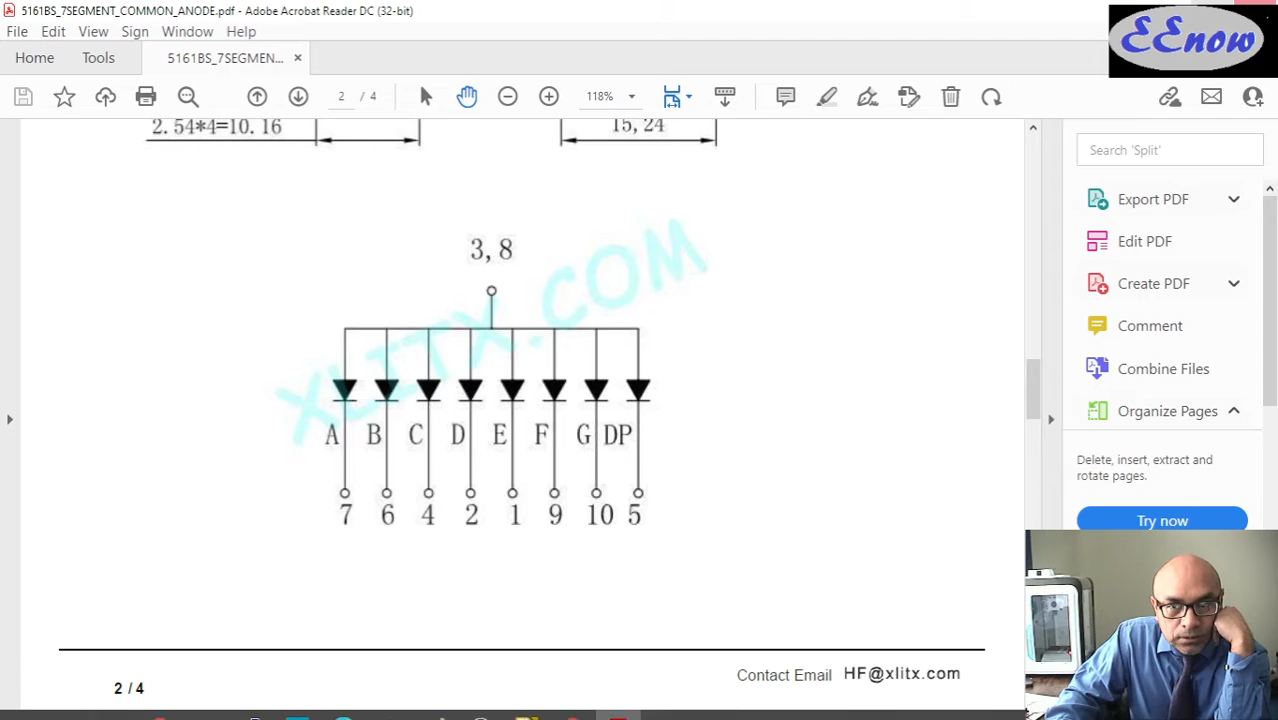 5161BS_7SEGMENT_COMMON_ANODE.pdf - Adobe Acrobat Reader DC (32-bit)
EEnow
File Edit View Sign Window Help
Home Tools 5161BS_7SEGMEN...
2 / 4 118%
2.54*4=10.16 15,24
Search 'Split'
Export PDF
Edit PDF
Create PDF
Comment
Combine Files
Organize Pages
Delete, insert, extract and
rotate pages.
Try now
3,8
XLITX.COM
A B C D E F G DP
7 6 4 2 1 9 10 5
Contact Email HF@xlitx.com
2 / 4